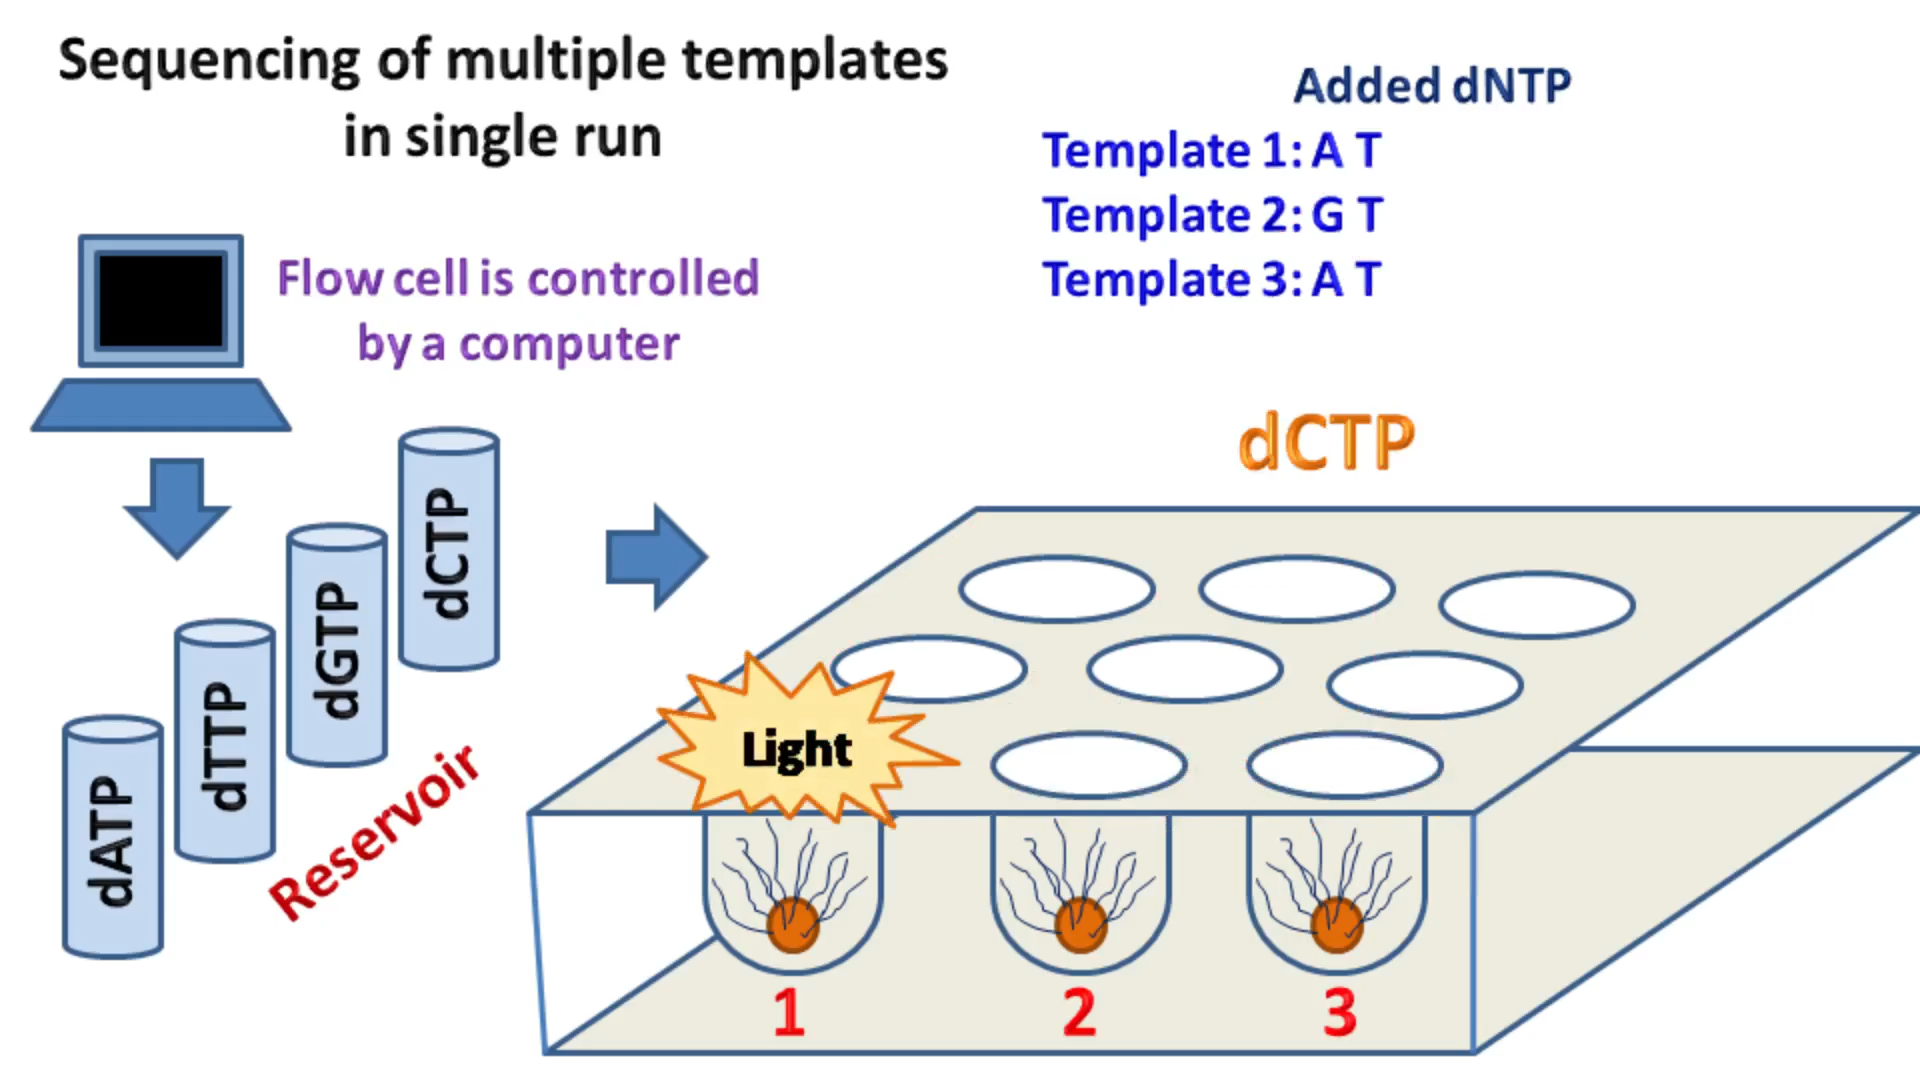 Sequencing of multiple templates
in single run
Added dNTP
Template 1: A T
Template 2: G T
Template 3: A T
Flow cell is controlled
by a computer
dCTP
dCTP
dGTP
dTTP
dATP
Reservoir
Light
1
2
3